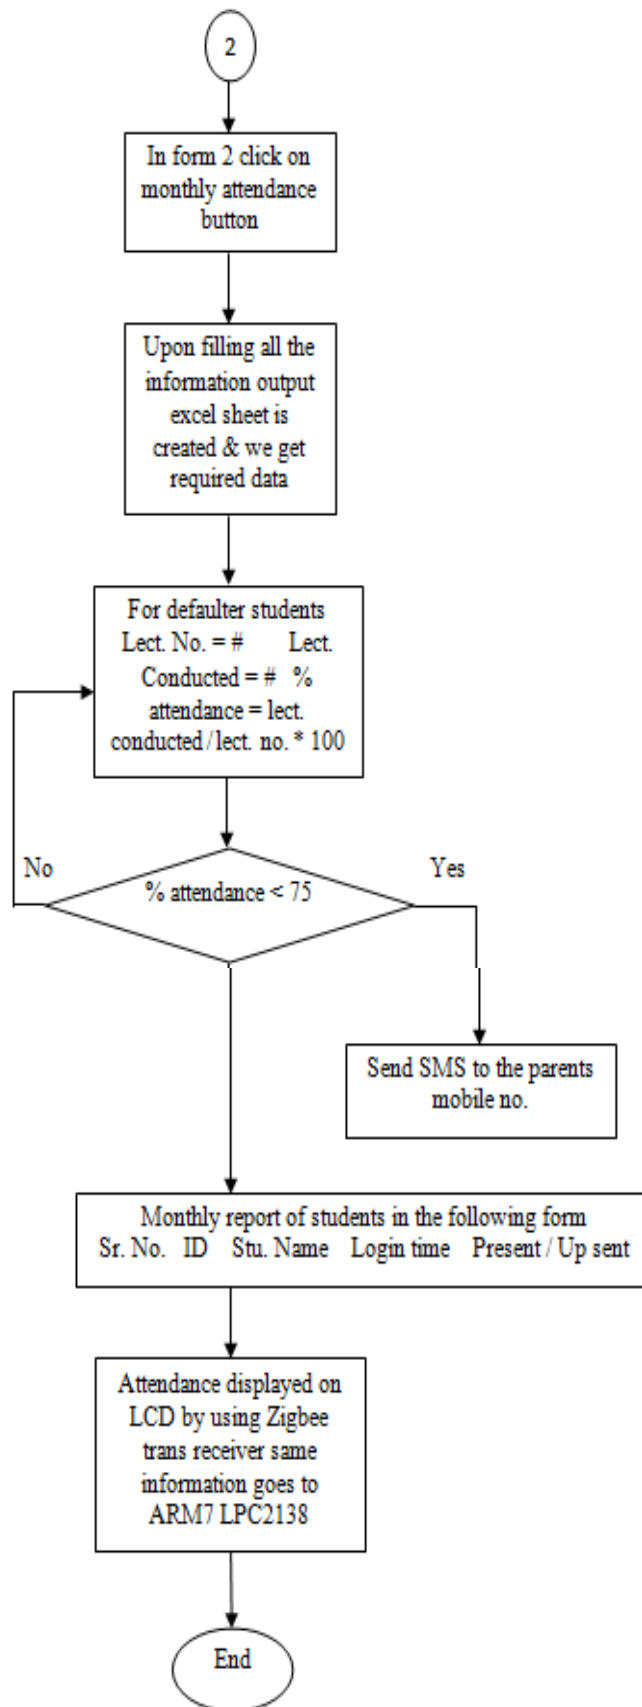 2
In form 2 click on
monthly attendance
button
Upon filling all the
information output
excel sheet is
created & we get
required data
For defaulter students
Lect. No. = # Lect.
Conducted = # %
attendance = lect.
conducted / lect. no. * 100
No
Yes
% attendance < 75
Send SMS to the parents
mobile no.
Monthly report of students in the following form
Sr. No. ID Stu. Name Login time Present / Up sent
Attendance displayed on
LCD by using Zigbee
trans receiver same
information goes to
ARM7 LPC2138
End